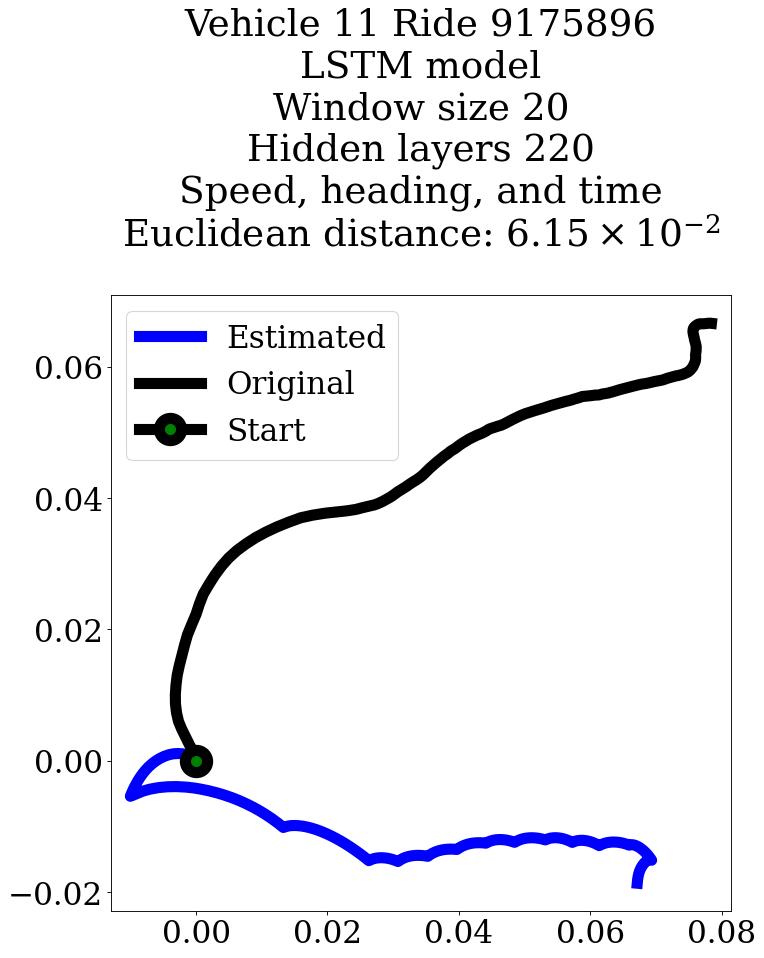 Vehicle 11 Ride 9175896
LSTM model
Window size 20
Hidden layers 220
Speed, heading, and time
Euclidean distance: 6.15 × 10⁻²
Estimated
Original
Start
0.06
0.04
0.02
0.00
−0.02
0.00 0.02 0.04 0.06 0.08